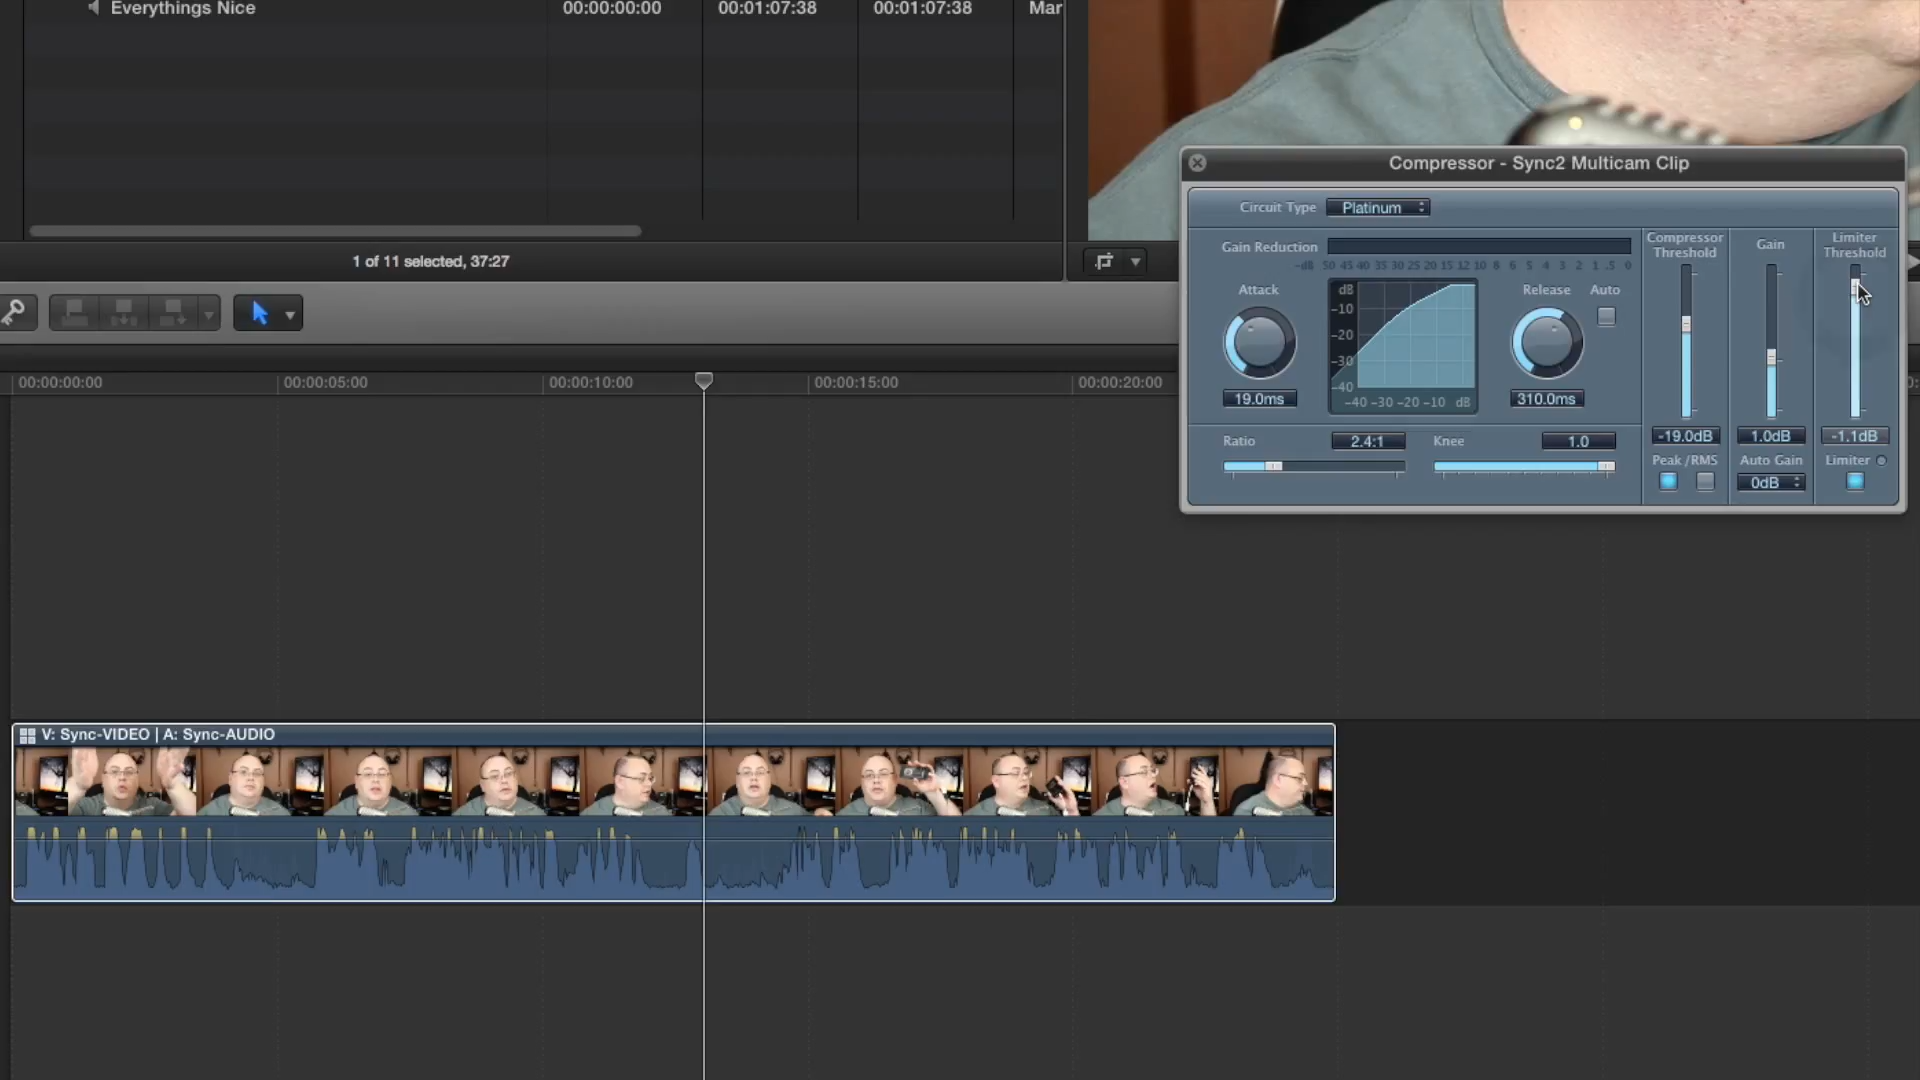 Everythings Nice 00:00:00:00 00:01:07:38 00:01:07:38 Mar
1 of 11 selected, 37:27
Compressor - Sync2 Multicam Clip
Circuit Type Platinum
Gain Reduction
-dB 50 45 40 35 30 25 20 15 12 10 8 6 5 4 3 2 1 .5 0
Compressor Threshold
Gain
Limiter Threshold
Attack
19.0ms
dB
-10
-20
-30
-40
-40 -30 -20 -10 dB
Release Auto
310.0ms
Ratio 2.4:1 Knee 1.0
-19.0dB 1.0dB -1.1dB
Peak /RMS Auto Gain Limiter
0dB
00:00:00:00 00:00:05:00 00:00:10:00 00:00:15:00 00:00:20:00
V: Sync-VIDEO | A: Sync-AUDIO